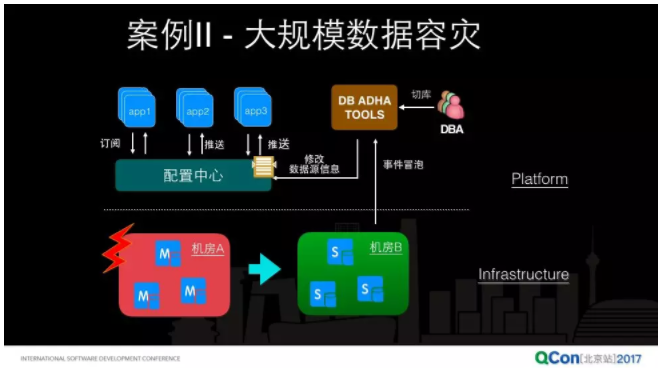 案例II - 大规模数据容灾
app1
app2
app3
DB ADHA
TOOLS
切库
DBA
订阅
推送
推送
修改
数据源信息
事件冒泡
配置中心
Platform
机房A
M
M
M
机房B
S
S
S
Infrastructure
INTERNATIONAL SOFTWARE DEVELOPMENT CONFERENCE
QCon[北京站]2017